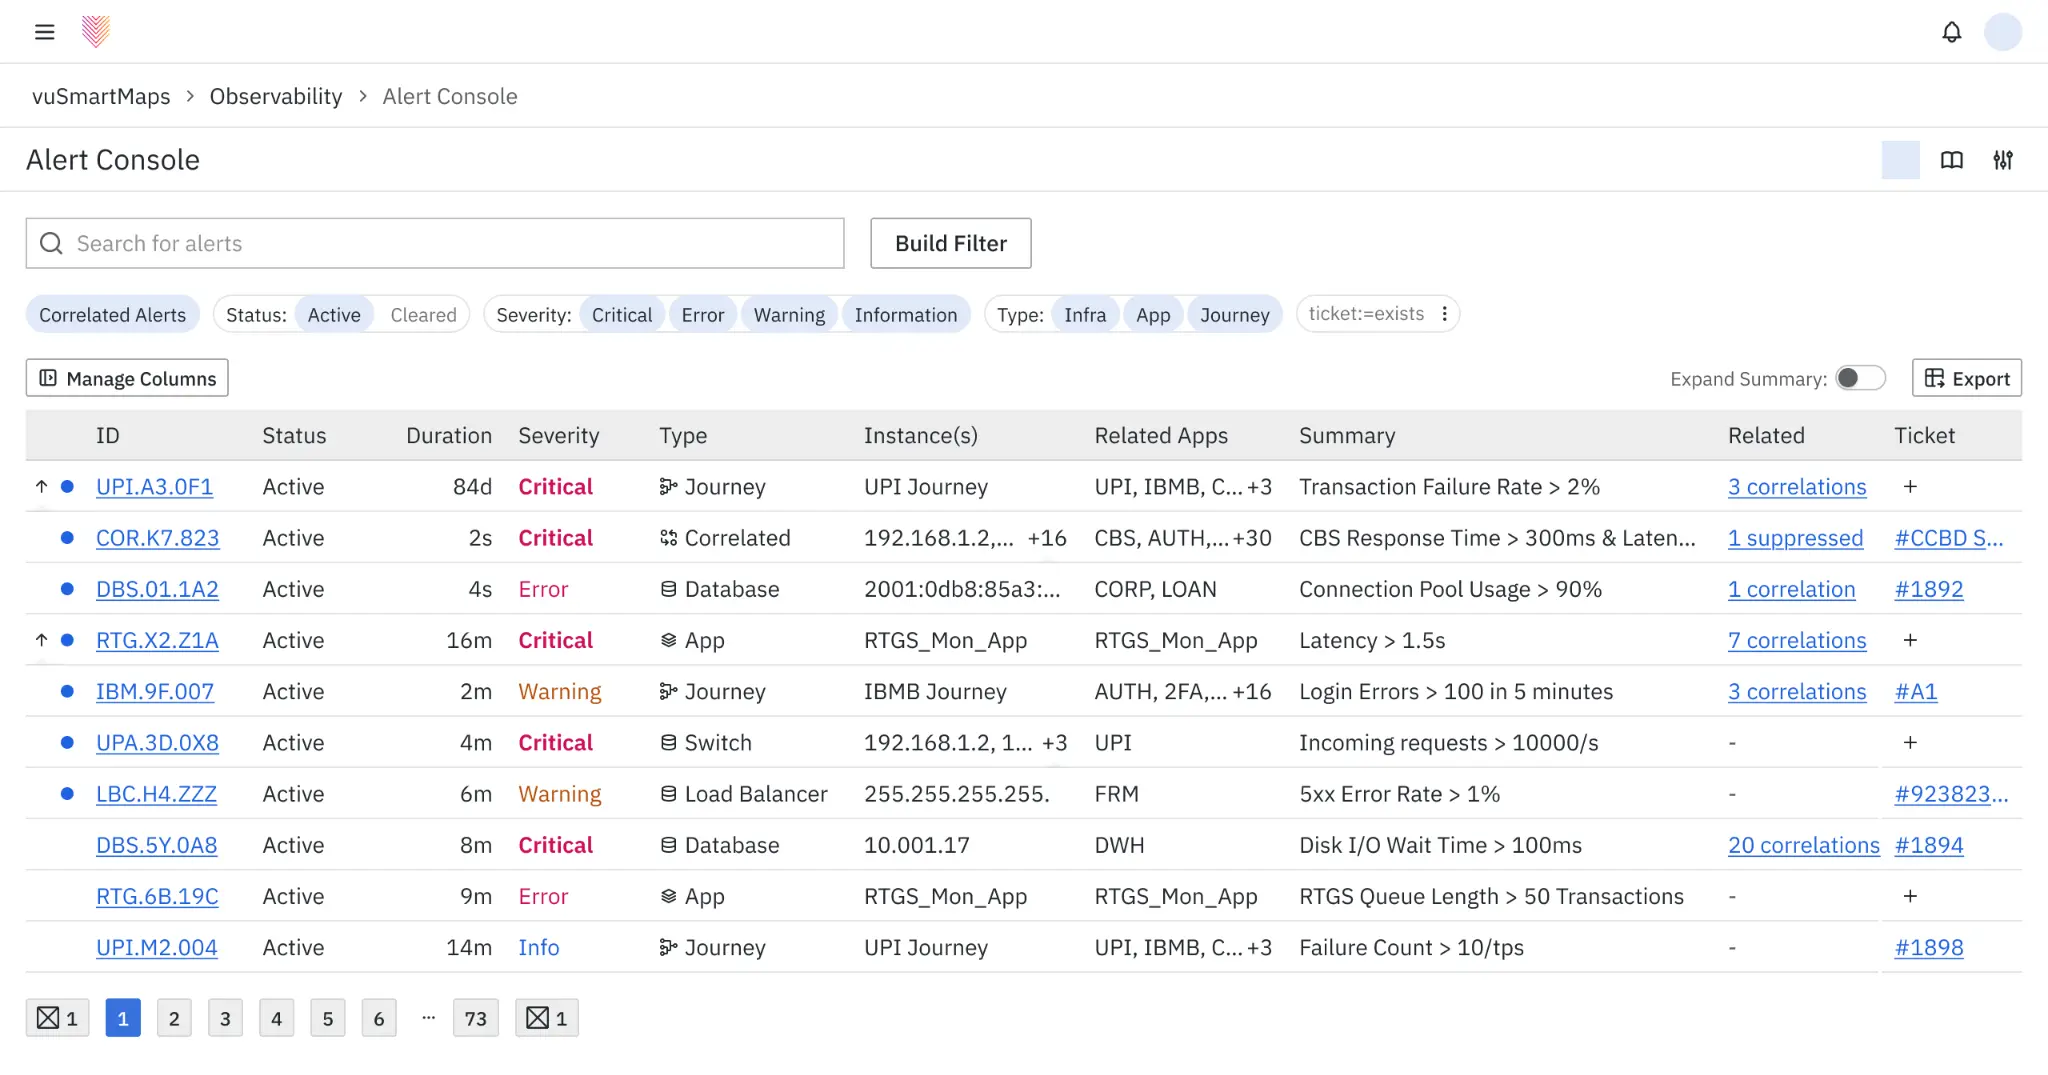 vuSmartMaps > Observability > Alert Console
Alert Console
Search for alerts
Build Filter
Correlated Alerts Status: Active Cleared Severity: Critical Error Warning Information Type: Infra App Journey ticket:=exists
Manage Columns Expand Summary: Export
ID Status Duration Severity Type Instance(s) Related Apps Summary Related Ticket
UPI.A3.0F1 Active 84d Critical Journey UPI Journey UPI, IBMB, C... +3 Transaction Failure Rate > 2% 3 correlations +
COR.K7.823 Active 2s Critical Correlated 192.168.1.2,... +16 CBS, AUTH,... +30 CBS Response Time > 300ms & Laten... 1 suppressed #CCBD S...
DBS.01.1A2 Active 4s Error Database 2001:0db8:85a3:... CORP, LOAN Connection Pool Usage > 90% 1 correlation #1892
RTG.X2.Z1A Active 16m Critical App RTGS_Mon_App RTGS_Mon_App Latency > 1.5s 7 correlations +
IBM.9F.007 Active 2m Warning Journey IBMB Journey AUTH, 2FA,... +16 Login Errors > 100 in 5 minutes 3 correlations #A1
UPA.3D.0X8 Active 4m Critical Switch 192.168.1.2, 1... +3 UPI Incoming requests > 10000/s - +
LBC.H4.ZZZ Active 6m Warning Load Balancer 255.255.255.255. FRM 5xx Error Rate > 1% - #923823...
DBS.5Y.0A8 Active 8m Critical Database 10.001.17 DWH Disk I/O Wait Time > 100ms 20 correlations #1894
RTG.6B.19C Active 9m Error App RTGS_Mon_App RTGS_Mon_App RTGS Queue Length > 50 Transactions - +
UPI.M2.004 Active 14m Info Journey UPI Journey UPI, IBMB, C... +3 Failure Count > 10/tps - #1898
1 1 2 3 4 5 6 ... 73 1